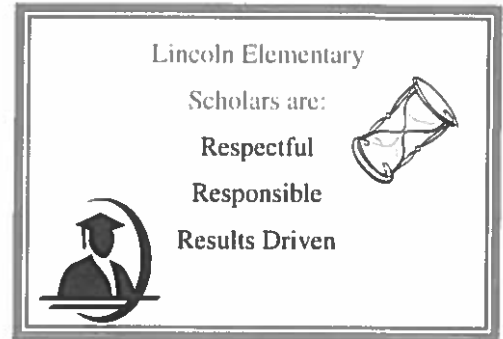 Lincoln Elementary
Scholars are:
Respectful
Responsible
Results Driven